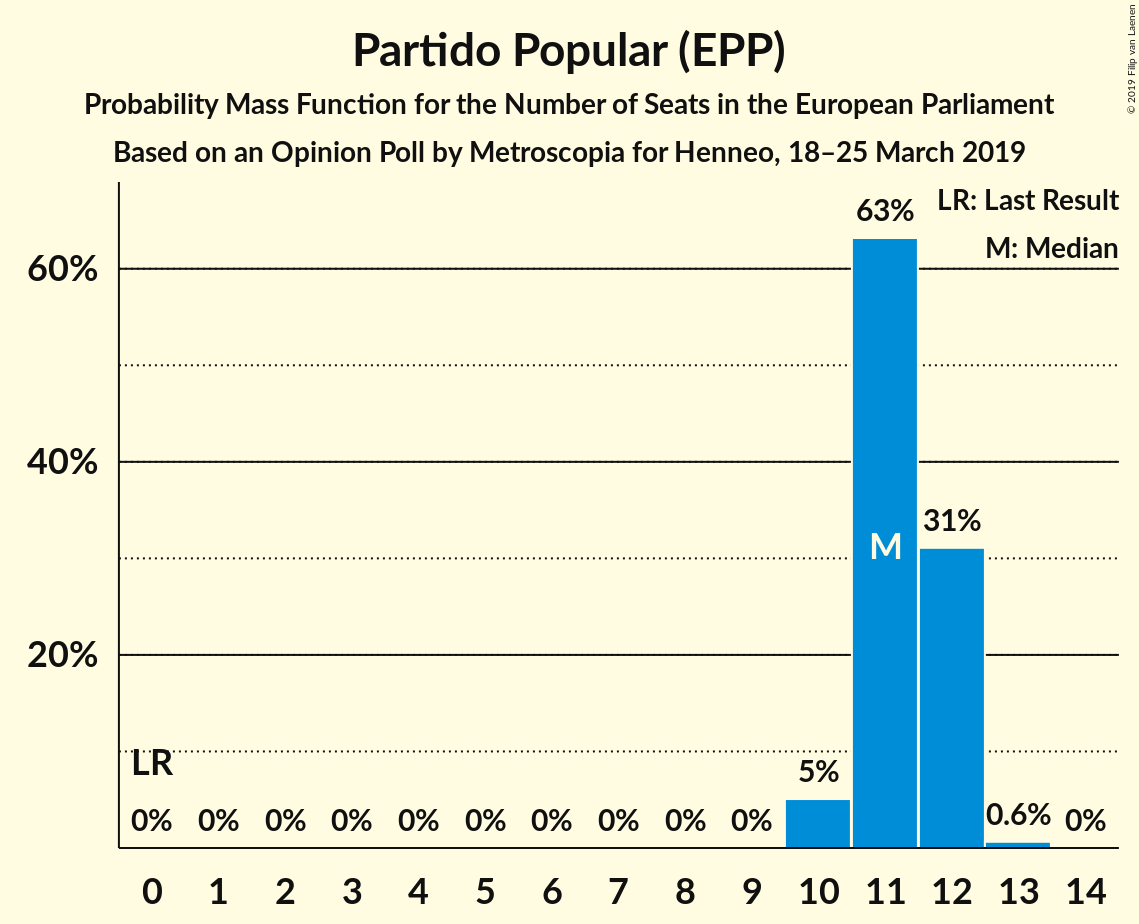 Partido Popular (EPP)
Probability Mass Function for the Number of Seats in the European Parliament
Based on an Opinion Poll by Metroscopia for Henneo, 18–25 March 2019
© 2019 Filip van Laenen
LR: Last Result
M: Median
63%
60%
40%
31%
M
20%
LR
5%
0% 0% 0% 0% 0% 0% 0% 0% 0% 0% 0.6% 0%
0 1 2 3 4 5 6 7 8 9 10 11 12 13 14